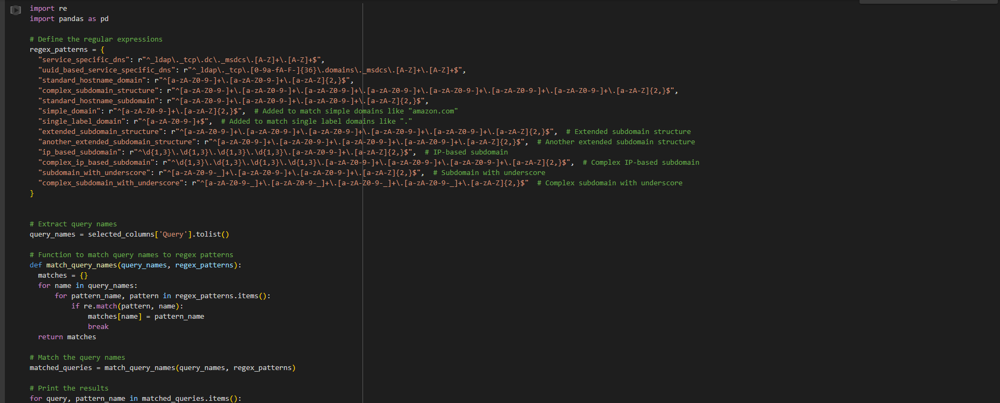 import re
import pandas as pd
# Define the regular expressions
regex_patterns = {
  "service_specific_dns": r"^_ldap\._tcp\.dc\._msdcs\.[A-Z]+\.[A-Z]+$",
  "uuid_based_service_specific_dns": r"^_ldap\._tcp\.[0-9a-fA-F-]{36}\.domains\._msdcs\.[A-Z]+\.[A-Z]+$",
  "standard_hostname_domain": r"^[a-zA-Z0-9-]+\.[a-zA-Z0-9-]+\.[a-zA-Z]{2,}$",
  "complex_subdomain_structure": r"^[a-zA-Z0-9-]+\.[a-zA-Z0-9-]+\.[a-zA-Z0-9-]+\.[a-zA-Z0-9-]+\.[a-zA-Z0-9-]+\.[a-zA-Z0-9-]+\.[a-zA-Z0-9-]+\.[a-zA-Z]{2,}$",
  "standard_hostname_subdomain": r"^[a-zA-Z0-9-]+\.[a-zA-Z0-9-]+\.[a-zA-Z0-9-]+\.[a-zA-Z]{2,}$",
  "simple_domain": r"^[a-zA-Z0-9-]+\.[a-zA-Z]{2,}$",  # Added to match simple domains like "amazon.com"
  "single_label_domain": r"^[a-zA-Z0-9-]+$",  # Added to match single label domains like "."
  "extended_subdomain_structure": r"^[a-zA-Z0-9-]+\.[a-zA-Z0-9-]+\.[a-zA-Z0-9-]+\.[a-zA-Z0-9-]+\.[a-zA-Z0-9-]+\.[a-zA-Z]{2,}$",  # Extended subdomain structure
  "another_extended_subdomain_structure": r"^[a-zA-Z0-9-]+\.[a-zA-Z0-9-]+\.[a-zA-Z0-9-]+\.[a-zA-Z0-9-]+\.[a-zA-Z]{2,}$",  # Another extended subdomain structure
  "ip_based_subdomain": r"^\d{1,3}\.\d{1,3}\.\d{1,3}\.\d{1,3}\.[a-zA-Z0-9-]+\.[a-zA-Z]{2,}$",  # IP-based subdomain
  "complex_ip_based_subdomain": r"^\d{1,3}\.\d{1,3}\.\d{1,3}\.\d{1,3}\.[a-zA-Z0-9-]+\.[a-zA-Z0-9-]+\.[a-zA-Z0-9-]+\.[a-zA-Z]{2,}$",  # Complex IP-based subdomain
  "subdomain_with_underscore": r"^[a-zA-Z0-9-_]+\.[a-zA-Z0-9-]+\.[a-zA-Z0-9-]+\.[a-zA-Z]{2,}$",  # Subdomain with underscore
  "complex_subdomain_with_underscore": r"^[a-zA-Z0-9-_]+\.[a-zA-Z0-9-_]+\.[a-zA-Z0-9-_]+\.[a-zA-Z0-9-_]+\.[a-zA-Z]{2,}$"  # Complex subdomain with underscore
}
# Extract query names
query_names = selected_columns['Query'].tolist()
# Function to match query names to regex patterns
def match_query_names(query_names, regex_patterns):
  matches = {}
  for name in query_names:
      for pattern_name, pattern in regex_patterns.items():
          if re.match(pattern, name):
              matches[name] = pattern_name
              break
  return matches
# Match the query names
matched_queries = match_query_names(query_names, regex_patterns)
# Print the results
for query, pattern_name in matched_queries.items():